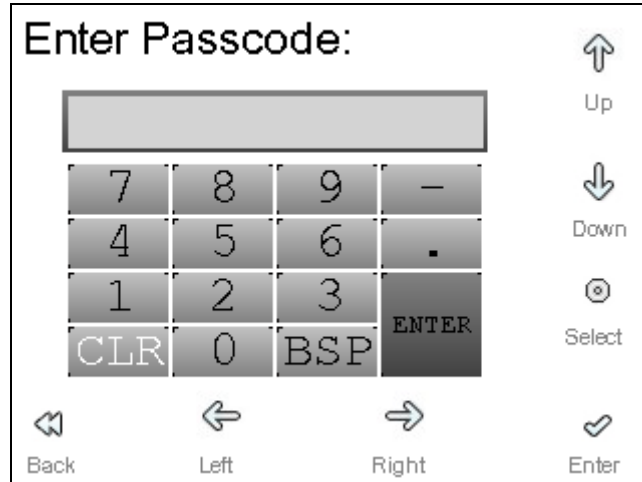 Enter Passcode:
Up
7 8 9 -
Down
4 5 6 .
1 2 3
ENTER
Select
CLR 0 BSP
Back Left Right Enter